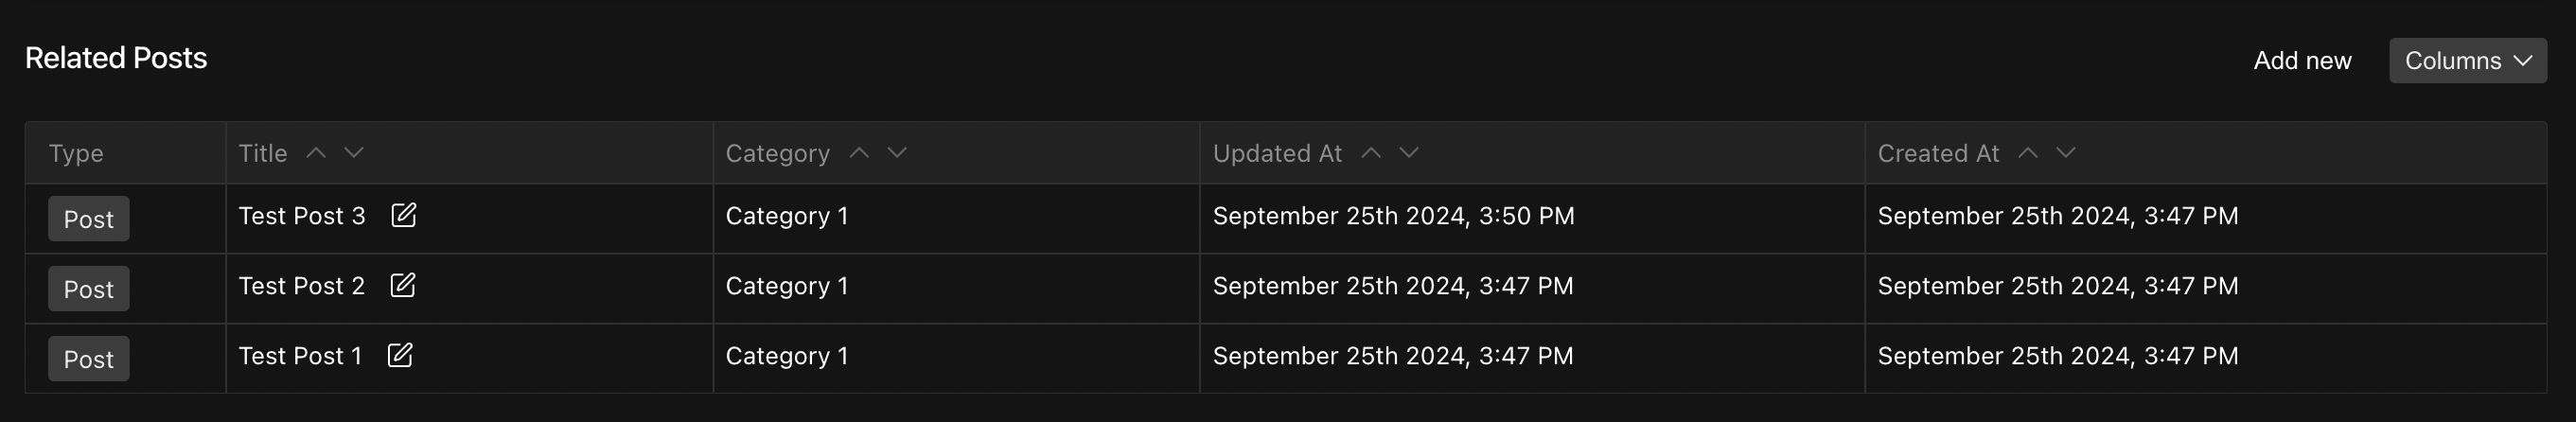 Related Posts
Add new Columns
Type Title Category Updated At Created At
Post Test Post 3 Category 1 September 25th 2024, 3:50 PM September 25th 2024, 3:47 PM
Post Test Post 2 Category 1 September 25th 2024, 3:47 PM September 25th 2024, 3:47 PM
Post Test Post 1 Category 1 September 25th 2024, 3:47 PM September 25th 2024, 3:47 PM